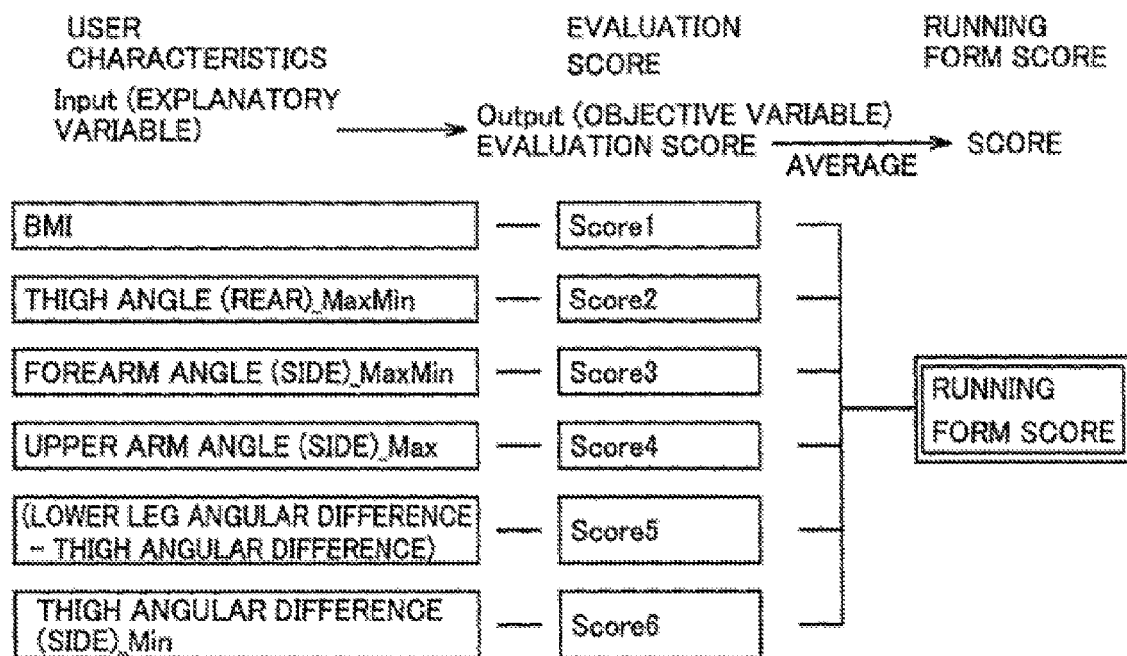 USER
CHARACTERISTICS
EVALUATION
SCORE
RUNNING
FORM SCORE
Input (EXPLANATORY
VARIABLE)
Output (OBJECTIVE VARIABLE)
EVALUATION SCORE
AVERAGE
SCORE
BMI
Score1
THIGH ANGLE (REAR)_MaxMin
Score2
FOREARM ANGLE (SIDE)_MaxMin
Score3
UPPER ARM ANGLE (SIDE)_Max
Score4
(LOWER LEG ANGULAR DIFFERENCE
- THIGH ANGULAR DIFFERENCE)
Score5
THIGH ANGULAR DIFFERENCE
(SIDE)_Min
Score6
RUNNING
FORM SCORE